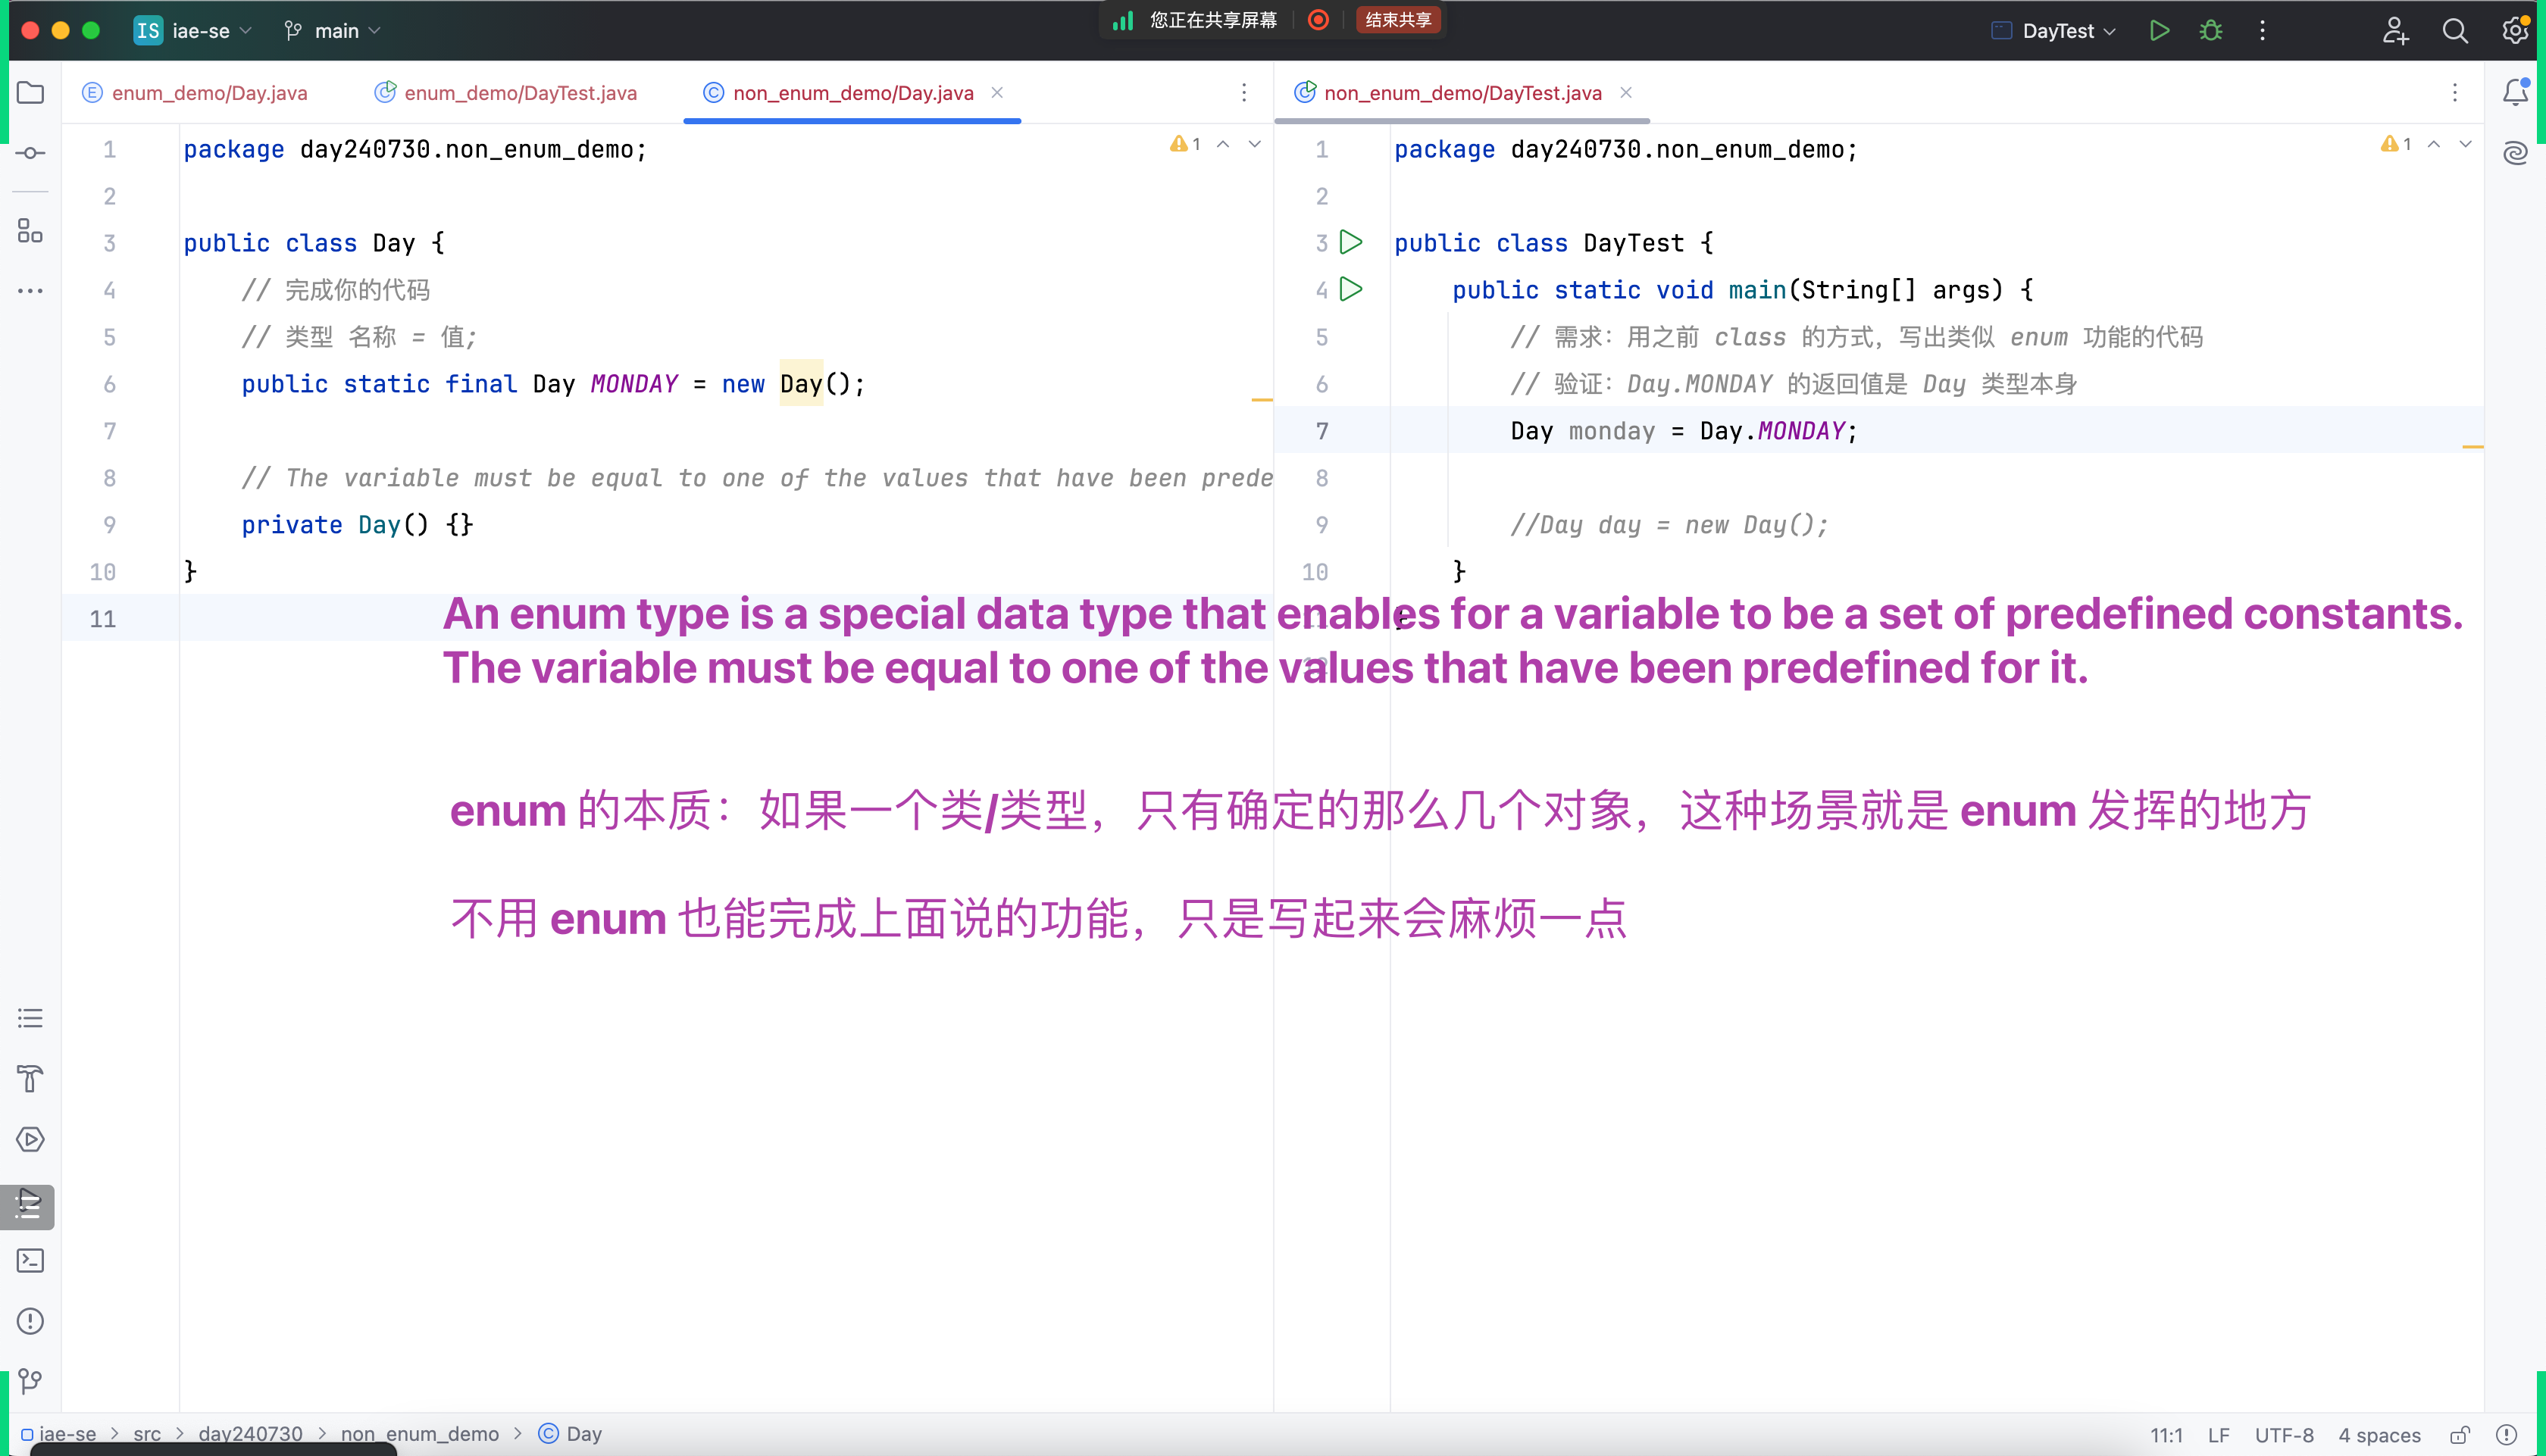 IS iae-se main
您正在共享屏幕 结束共享
DayTest
enum_demo/Day.java enum_demo/DayTest.java non_enum_demo/Day.java
non_enum_demo/DayTest.java
1 package day240730.non_enum_demo;
2
3 public class Day {
4 // 完成你的代码
5 // 类型 名称 = 值;
6 public static final Day MONDAY = new Day();
7
8 // The variable must be equal to one of the values that have been prede
9 private Day() {}
10 }
11
1
1 package day240730.non_enum_demo;
2
3 public class DayTest {
4 public static void main(String[] args) {
5 // 需求：用之前 class 的方式，写出类似 enum 功能的代码
6 // 验证：Day.MONDAY 的返回值是 Day 类型本身
7 Day monday = Day.MONDAY;
8
9 //Day day = new Day();
10 }
1
An enum type is a special data type that enables for a variable to be a set of predefined constants.
The variable must be equal to one of the values that have been predefined for it.
enum 的本质：如果一个类/类型，只有确定的那么几个对象，这种场景就是 enum 发挥的地方
不用 enum 也能完成上面说的功能，只是写起来会麻烦一点
iae-se > src > day240730 > non_enum_demo > Day
11:1 LF UTF-8 4 spaces